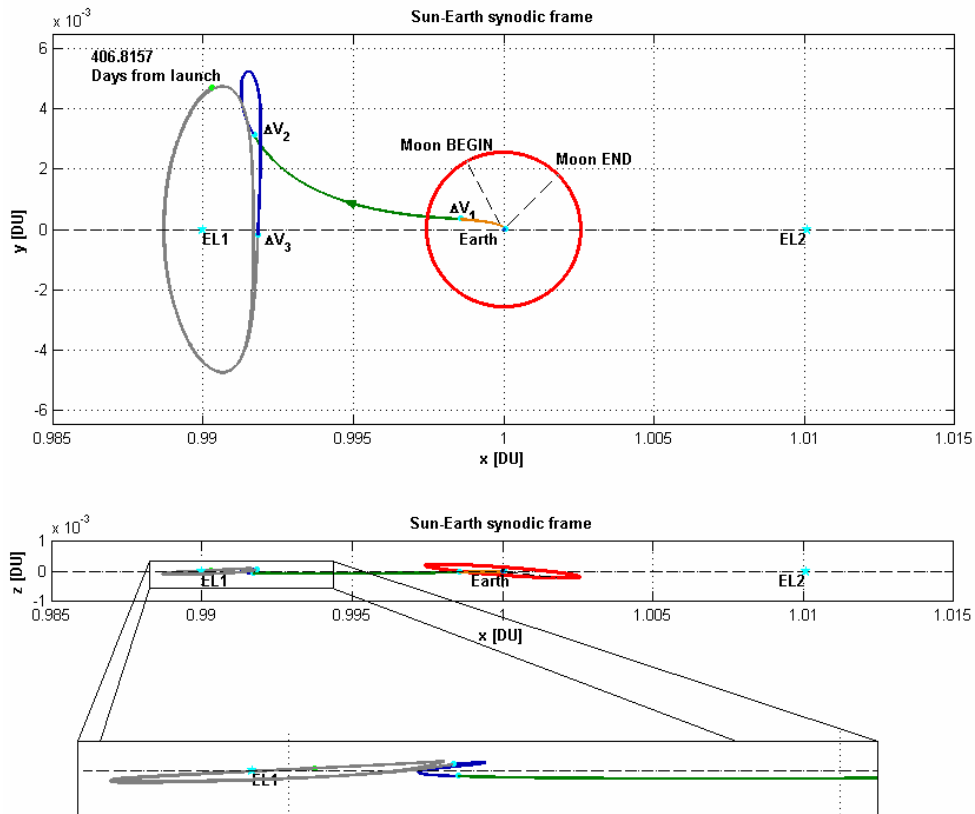 Sun-Earth synodic frame
x 10⁻³
406.8157
Days from launch
6
4
2
0
-2
-4
-6
y [DU]
ΔV₂
Moon BEGIN
Moon END
ΔV₁
EL1
ΔV₃
Earth
EL2
0.985
0.99
0.995
1
1.005
1.01
1.015
x [DU]
x 10⁻³
Sun-Earth synodic frame
1
0
-1
z [DU]
EL1
Earth
EL2
0.985
0.99
0.995
1
1.005
1.01
1.015
x [DU]
EL1